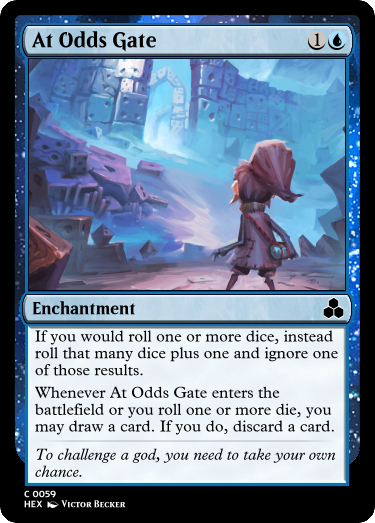 At Odds Gate 1
Enchantment
If you would roll one or more dice, instead
roll that many dice plus one and ignore one
of those results.
Whenever At Odds Gate enters the
battlefield or you roll one or more die, you
may draw a card. If you do, discard a card.
To challenge a god, you need to take your own
chance.
C 0059
HEX Victor Becker